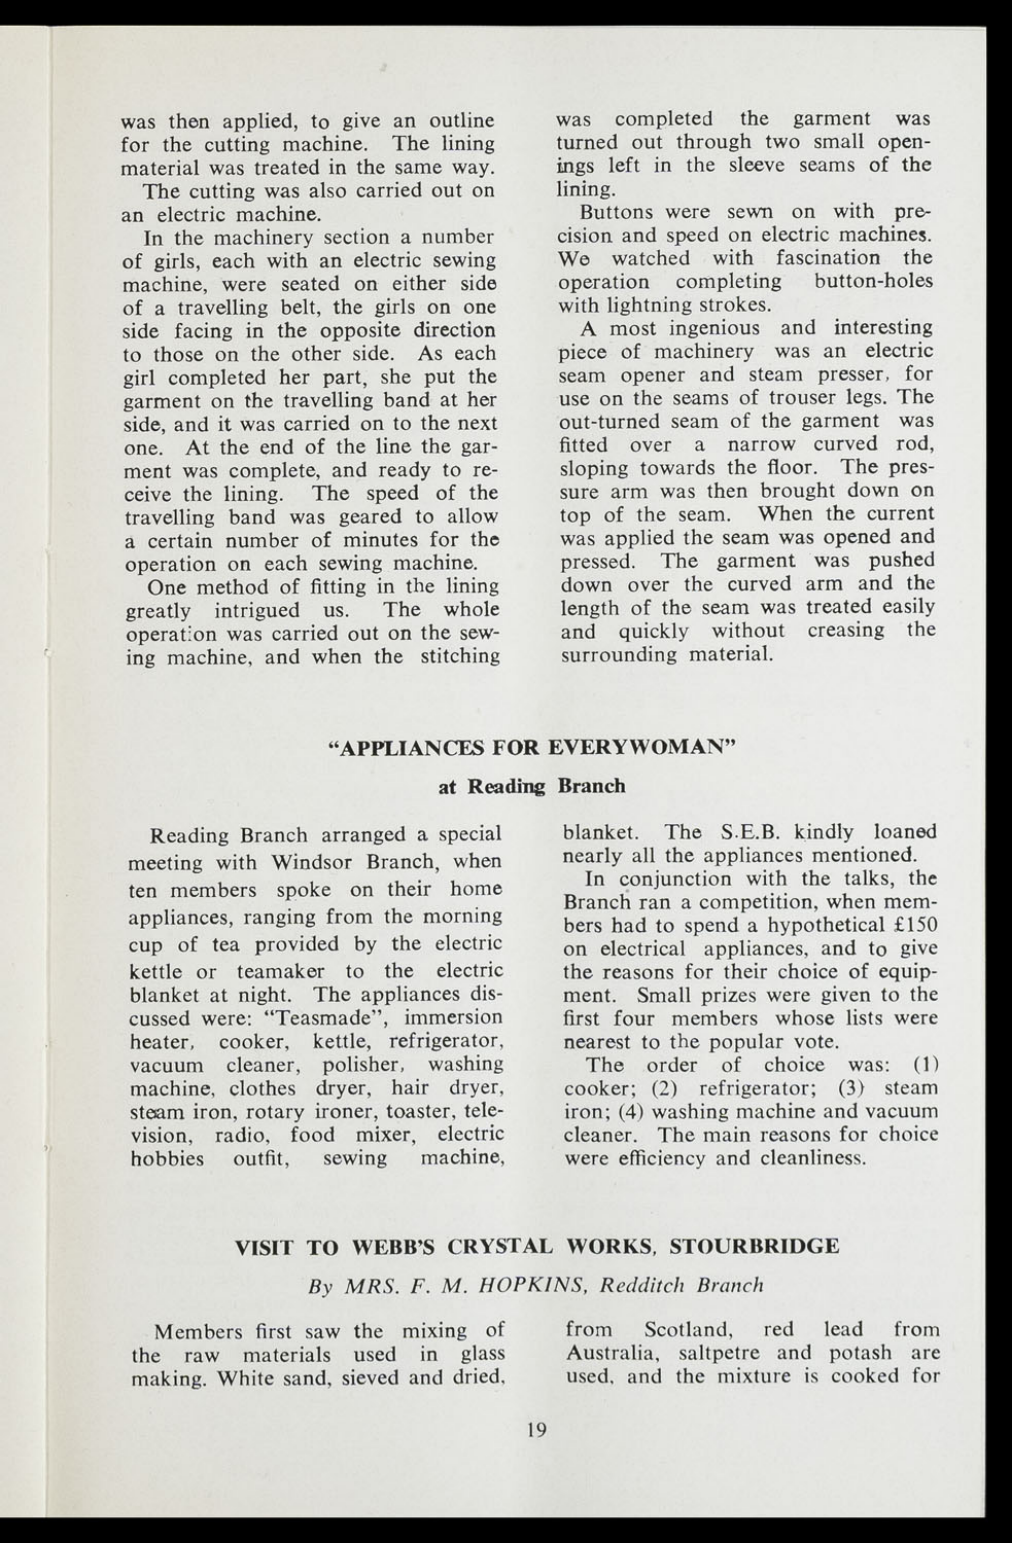 was then applied, to give an outline
for the cutting machine. The lining
material was treated in the same way.
The cutting was also carried out on
an electric machine.
In the machinery section a number
of girls, each with an electric sewing
machine, were seated on either side
of a travelling belt, the girls on one
side facing in the opposite direction
to those on the other side. As each
girl completed her part, she put the
garment on the travelling band at her
side, and it was carried on to the next
one. At the end of the line the gar-
ment was complete, and ready to re-
ceive the lining. The speed of the
travelling band was geared to allow
a certain number of minutes for the
operation on each sewing machine.
One method of fitting in the lining
greatly intrigued us. The whole
operation was carried out on the sew-
ing machine, and when the stitching
was completed the garment was
turned out through two small open-
ings left in the sleeve seams of the
lining.
Buttons were sewn on with pre-
cision and speed on electric machines.
We watched with fascination the
operation completing button-holes
with lightning strokes.
A most ingenious and interesting
piece of machinery was an electric
seam opener and steam presser, for
use on the seams of trouser legs. The
out-turned seam of the garment was
fitted over a narrow curved rod,
sloping towards the floor. The pres-
sure arm was then brought down on
top of the seam. When the current
was applied the seam was opened and
pressed. The garment was pushed
down over the curved arm and the
length of the seam was treated easily
and quickly without creasing the
surrounding material.
"APPLIANCES FOR EVERYWOMAN"
at Reading Branch
Reading Branch arranged a special
meeting with Windsor Branch, when
ten members spoke on their home
appliances, ranging from the morning
cup of tea provided by the electric
kettle or teamaker to the electric
blanket at night. The appliances dis-
cussed were: "Teasmade", immersion
heater, cooker, kettle, refrigerator,
vacuum cleaner, polisher, washing
machine, clothes dryer, hair dryer,
steam iron, rotary ironer, toaster, tele-
vision, radio, food mixer, electric
hobbies outfit, sewing machine,
blanket. The S.E.B. kindly loaned
nearly all the appliances mentioned.
In conjunction with the talks, the
Branch ran a competition, when mem-
bers had to spend a hypothetical £150
on electrical appliances, and to give
the reasons for their choice of equip-
ment. Small prizes were given to the
first four members whose lists were
nearest to the popular vote.
The order of choice was: (1)
cooker; (2) refrigerator; (3) steam
iron; (4) washing machine and vacuum
cleaner. The main reasons for choice
were efficiency and cleanliness.
VISIT TO WEBB'S CRYSTAL WORKS, STOURBRIDGE
By MRS. F. M. HOPKINS, Redditch Branch
Members first saw the mixing of
the raw materials used in glass
making. White sand, sieved and dried,
from Scotland, red lead from
Australia, saltpetre and potash are
used, and the mixture is cooked for
19